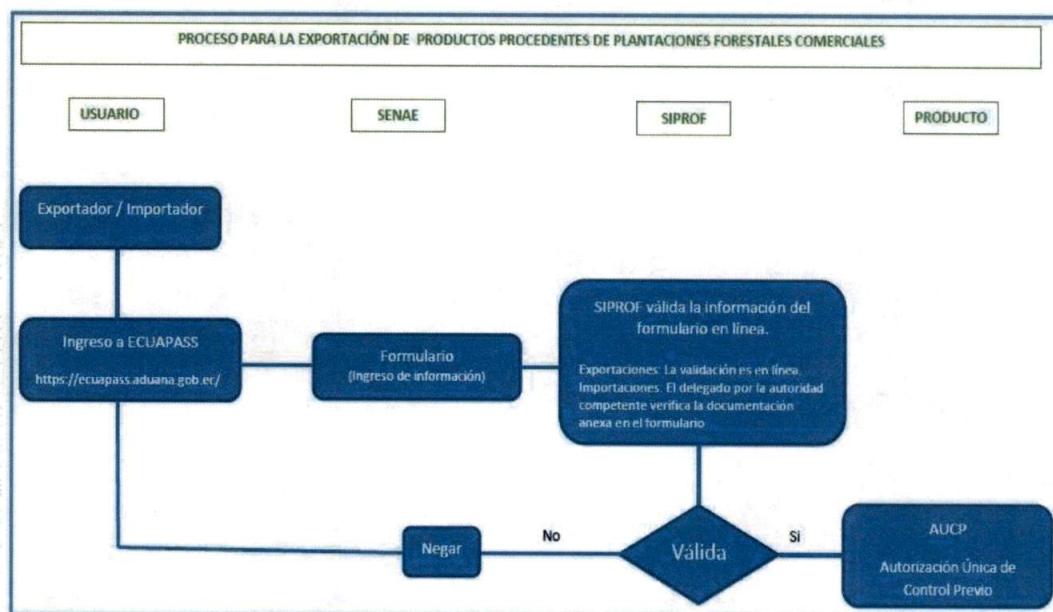 PROCESO PARA LA EXPORTACIÓN DE PRODUCTOS PROCEDENTES DE PLANTACIONES FORESTALES COMERCIALES
USUARIO
SENAE
SIPROF
PRODUCTO
Exportador / Importador
Ingreso a ECUAPASS
https://ecuapass.aduana.gob.ec/
Formulario
(Ingreso de información)
SIPROF válida la información del
formulario en línea.
Exportaciones: La validación es en línea.
Importaciones: El delegado por la autoridad
competente verifica la documentación
anexa en el formulario
Negar
No
Válida
Si
AUCP
Autorización Única de
Control Previo